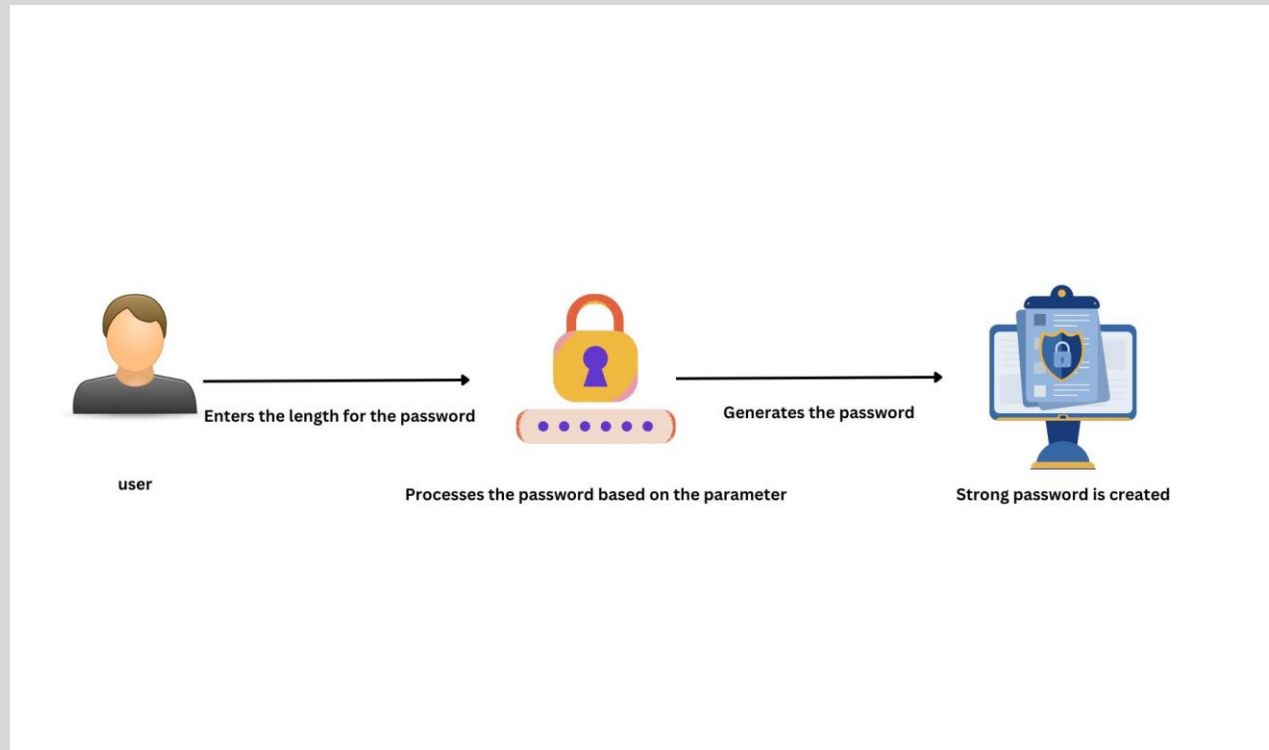 Enters the length for the password
Generates the password
user
Processes the password based on the parameter
Strong password is created